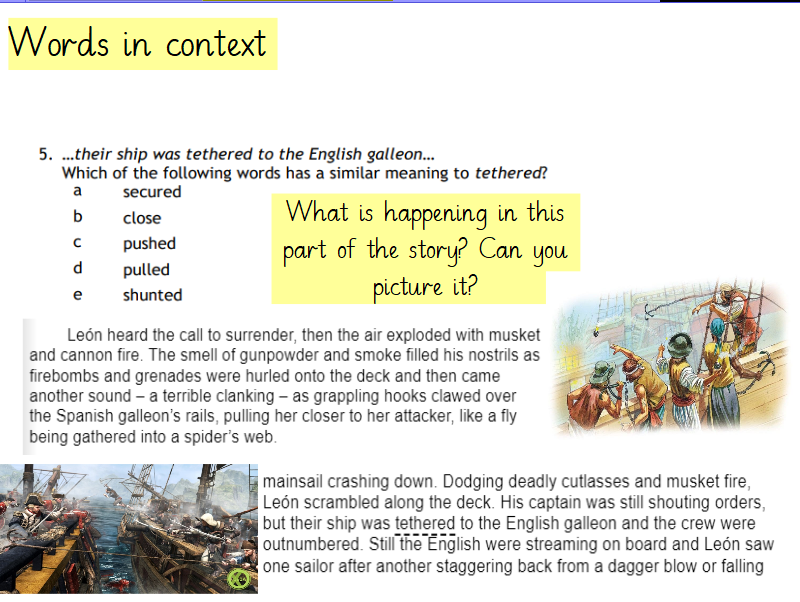 Words in context
5. ...their ship was tethered to the English galleon...
Which of the following words has a similar meaning to tethered?
a secured
b close
c pushed
d pulled
e shunted
What is happening in this
part of the story? Can you
picture it?
León heard the call to surrender, then the air exploded with musket
and cannon fire. The smell of gunpowder and smoke filled his nostrils as
firebombs and grenades were hurled onto the deck and then came
another sound – a terrible clanking – as grappling hooks clawed over
the Spanish galleon's rails, pulling her closer to her attacker, like a fly
being gathered into a spider's web.
mainsail crashing down. Dodging deadly cutlasses and musket fire,
León scrambled along the deck. His captain was still shouting orders,
but their ship was tethered to the English galleon and the crew were
outnumbered. Still the English were streaming on board and León saw
one sailor after another staggering back from a dagger blow or falling